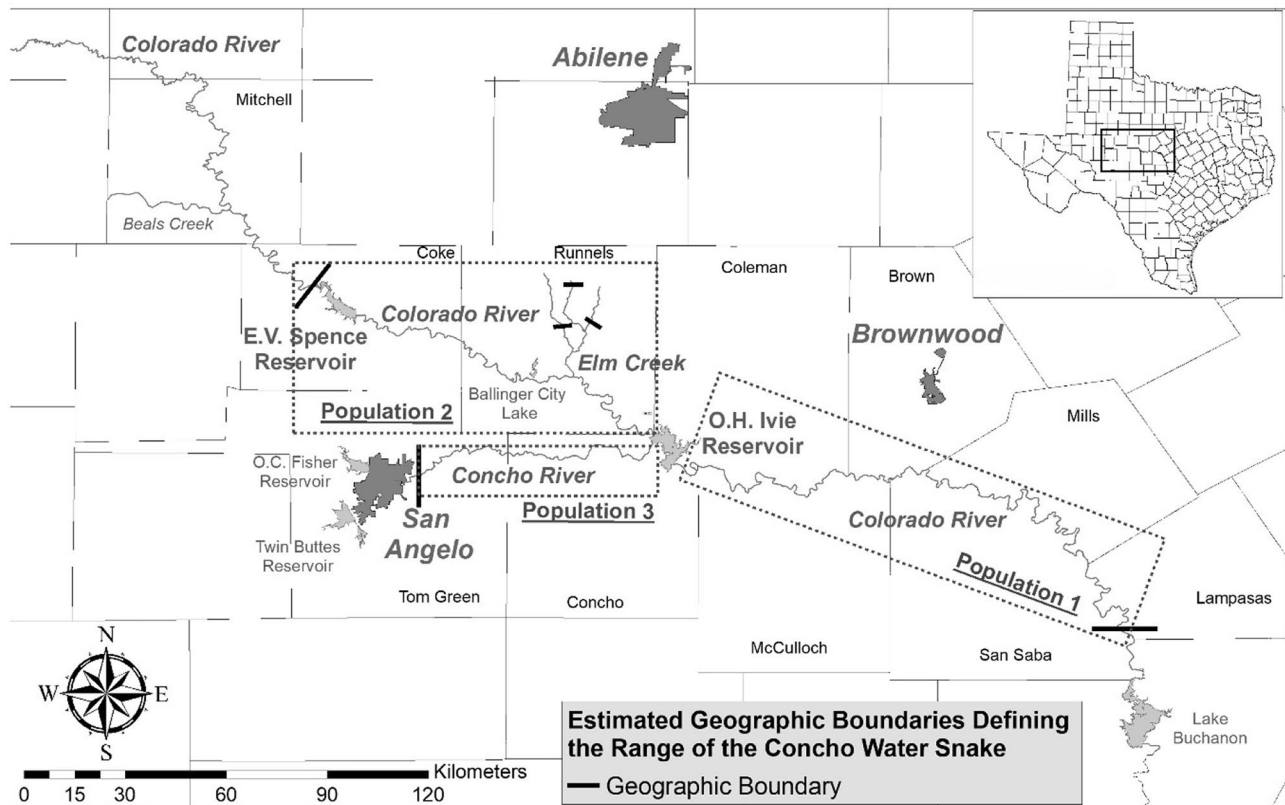 Colorado River
Abilene
Mitchell
Beals Creek
Coke
Runnels
Coleman
Brown
Colorado River
E.V. Spence
Reservoir
Elm Creek
Brownwood
Ballinger City
Lake
Population 2
O.H. Ivie
Reservoir
Mills
O.C. Fisher
Reservoir
Concho River
Population 3
San
Angelo
Twin Buttes
Reservoir
Colorado River
Population 1
Tom Green
Concho
Lampasas
McCulloch
San Saba
N
W
E
S
Lake
Buchanon
Estimated Geographic Boundaries Defining
the Range of the Concho Water Snake
Geographic Boundary
Kilometers
0 15 30 60 90 120